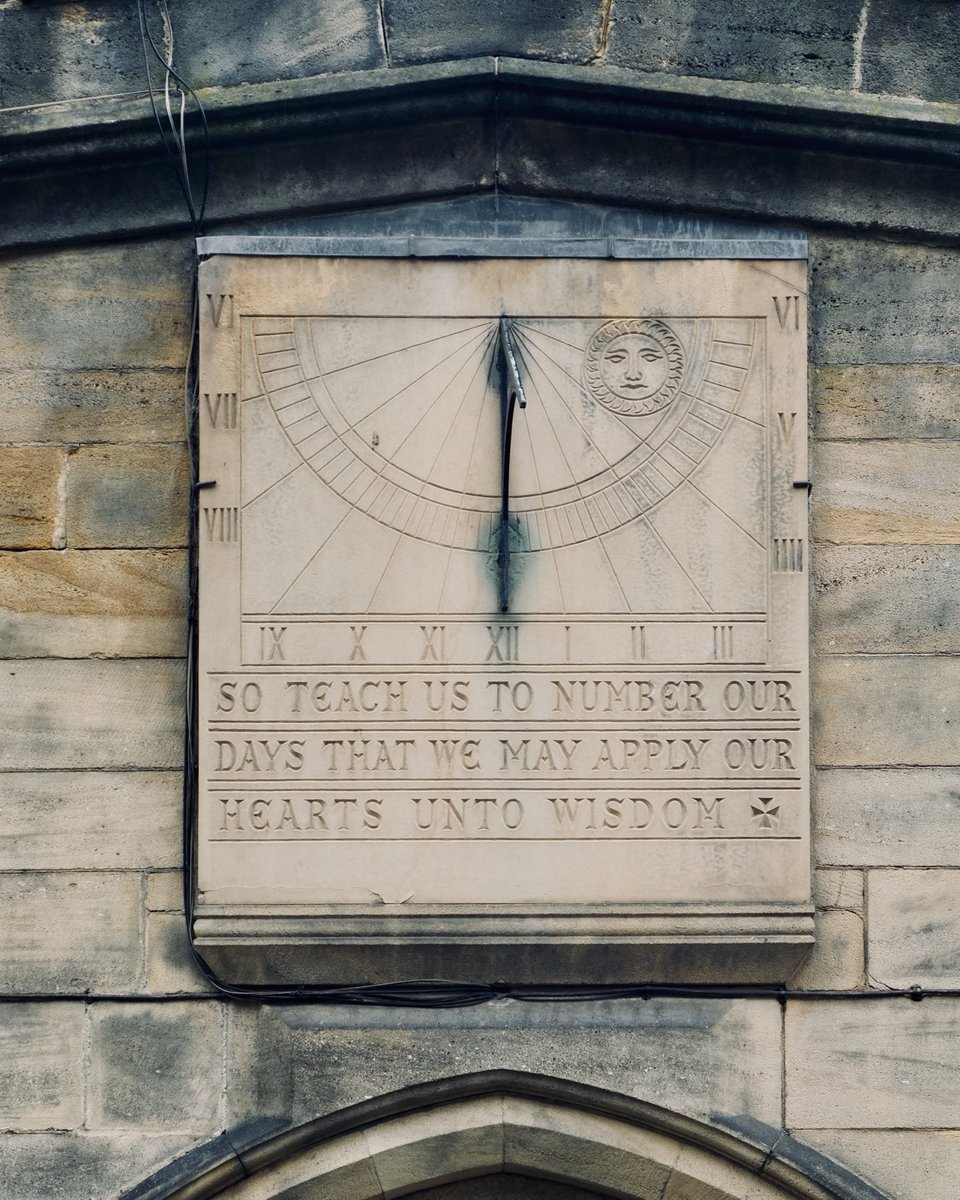 VI VI
VII V
VIII IIII
IX X XI XII I II III
SO TEACH US TO NUMBER OUR
DAYS THAT WE MAY APPLY OUR
HEARTS UNTO WISDOM ✠